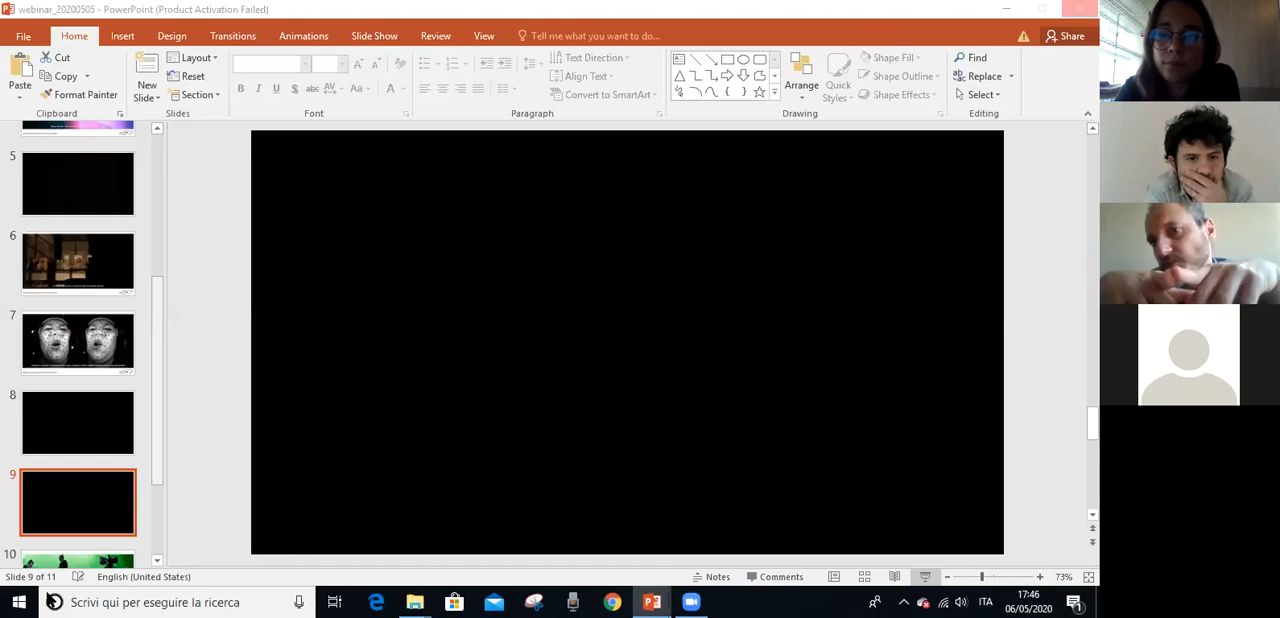 webinar_20200505 - PowerPoint (Product Activation Failed)
File Home Insert Design Transitions Animations Slide Show Review View Tell me what you want to do... Share
Paste
Cut
Copy
Format Painter
Clipboard
New
Slide
Layout
Reset
Section
Slides
B I U S abc AV Aa A
Font
Text Direction
Align Text
Convert to SmartArt
Paragraph
Arrange
Quick
Styles
Shape Fill
Shape Outline
Shape Effects
Drawing
Find
Replace
Select
Editing
5
6
7
8
9
10
Slide 9 of 11 English (United States) Notes Comments 73%
Scrivi qui per eseguire la ricerca
ITA
17:46
06/05/2020
1